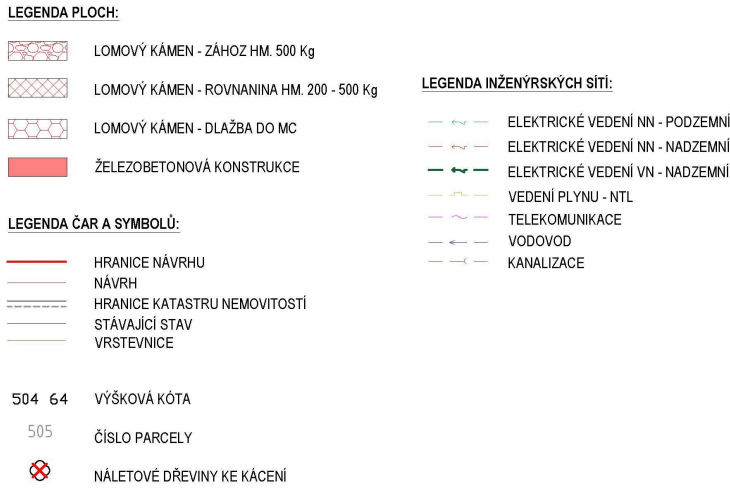 LEGENDA PLOCH:
LOMOVÝ KÁMEN - ZÁHOZ HM. 500 Kg
LOMOVÝ KÁMEN - ROVNANINA HM. 200 - 500 Kg
LOMOVÝ KÁMEN - DLAŽBA DO MC
ŽELEZOBETONOVÁ KONSTRUKCE
LEGENDA ČAR A SYMBOLŮ:
HRANICE NÁVRHU
NÁVRH
HRANICE KATASTRU NEMOVITOSTÍ
STÁVAJÍCÍ STAV
VRSTEVNICE
504 64 VÝŠKOVÁ KÓTA
505 ČÍSLO PARCELY
NÁLETOVÉ DŘEVINY KE KÁCENÍ
LEGENDA INŽENÝRSKÝCH SÍTÍ:
ELEKTRICKÉ VEDENÍ NN - PODZEMNÍ
ELEKTRICKÉ VEDENÍ NN - NADZEMNÍ
ELEKTRICKÉ VEDENÍ VN - NADZEMNÍ
VEDENÍ PLYNU - NTL
TELEKOMUNIKACE
VODOVOD
KANALIZACE